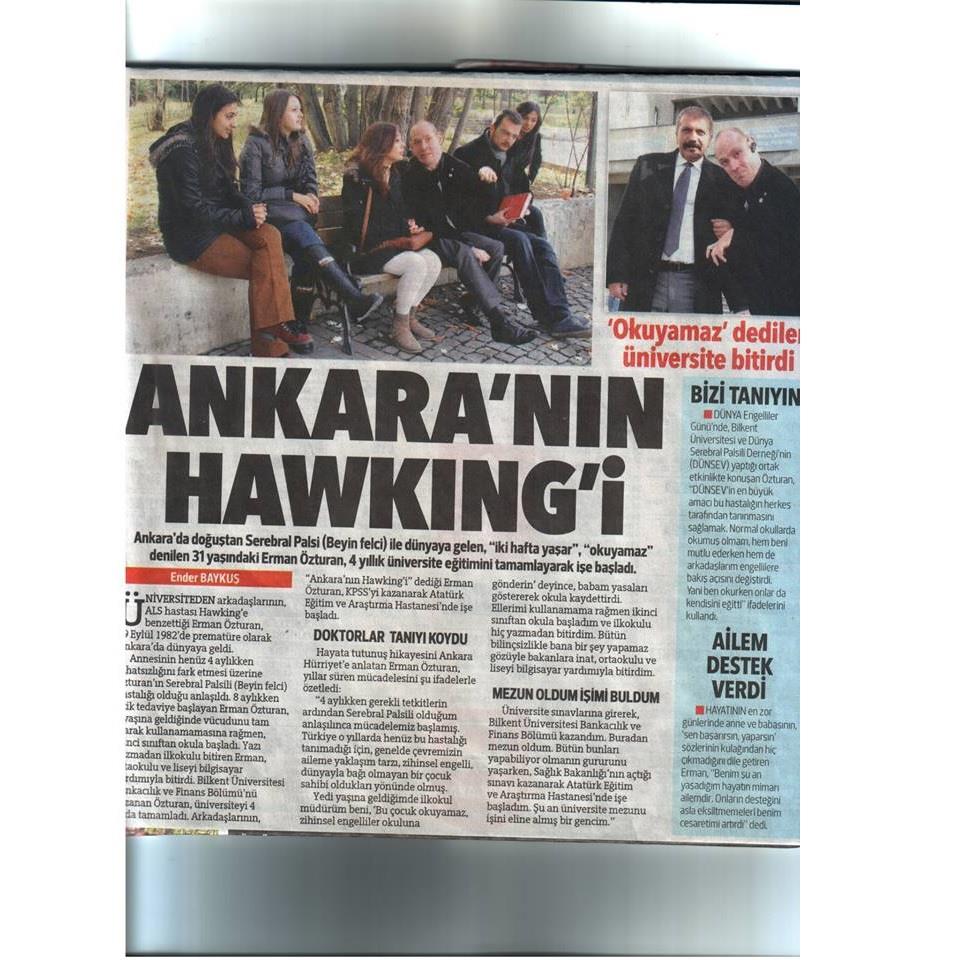 'Okuyamaz' dediler
üniversite bitirdi
ANKARA'NIN
HAWKING'i
Ankara'da doğuştan Serebral Palsi (Beyin felci) ile dünyaya gelen, "iki hafta yaşar", "okuyamaz"
denilen 31 yaşındaki Erman Özturan, 4 yıllık üniversite eğitimini tamamlayarak işe başladı.
Ender BAYKUŞ
ÜNİVERSİTEDEN arkadaşlarının,
ALS hastası Hawking'e
benzettiği Erman Özturan,
9 Eylül 1982'de prematüre olarak
nkara'da dünyaya geldi.
Annesinin henüz 4 aylıkken
hatsızlığını fark etmesi üzerine
zturan'ın Serebral Palsili (Beyin felci)
stalığı olduğu anlaşıldı. 8 aylıkken
ik tedaviye başlayan Erman Özturan,
yaşına geldiğinde vücudunu tam
arak kullanamamasına rağmen,
nci sınıftan okula başladı. Yazı
zmadan ilkokulu bitiren Erman,
taokulu ve liseyi bilgisayar
rdımıyla bitirdi. Bilkent Üniversitesi
nkacılık ve Finans Bölümü'nü
zanan Özturan, üniversiteyi 4
da tamamladı. Arkadaşlarının,
"Ankara'nın Hawking'i" dediği Erman
Özturan, KPSS'yi kazanarak Atatürk
Eğitim ve Araştırma Hastanesi'nde işe
başladı.
DOKTORLAR TANIYI KOYDU
Hayata tutunuş hikayesini Ankara
Hürriyet'e anlatan Erman Özturan,
yıllar süren mücadelesini şu ifadelerle
özetledi:
"4 aylıkken gerekli tetkitlerin
ardından Serebral Palsili olduğum
anlaşılınca mücadelemiz başlamış.
Türkiye o yıllarda henüz bu hastalığı
tanımadığı için, genelde çevremizin
aileme yaklaşım tarzı, zihinsel engelli,
dünyayla bağı olmayan bir çocuk
sahibi oldukları yönünde olmuş.
Yedi yaşına geldiğimde ilkokul
müdürüm beni, 'Bu çocuk okuyamaz,
zihinsel engelliler okuluna
gönderin' deyince, babam yasaları
göstererek okula kaydettirdi.
Ellerimi kullanamama rağmen ikinci
sınıftan okula başladım ve ilkokulu
hiç yazmadan bitirdim. Bütün
bilinçsizlikle bana bir şey yapamaz
gözüyle bakanlara inat, ortaokulu ve
liseyi bilgisayar yardımıyla bitirdim.
MEZUN OLDUM İŞİMİ BULDUM
Üniversite sınavlarına girerek,
Bilkent Üniversitesi Bankacılık ve
Finans Bölümü kazandım. Buradan
mezun oldum. Bütün bunları
yapabiliyor olmanın gururunu
yaşarken, Sağlık Bakanlığı'nın açtığı
sınavı kazanarak Atatürk Eğitim
ve Araştırma Hastanesi'nde işe
başladım. Şu an üniversite mezunu
işini eline almış bir gencim."
BİZİ TANIYIN
DÜNYA Engelliler
Günü'nde, Bilkent
Üniversitesi ve Dünya
Serebral Palsili Derneği'nin
(DÜNSEV) yaptığı ortak
etkinlikte konuşan Özturan,
"DÜNSEV'in en büyük
amacı bu hastalığın herkes
tarafından tanınmasını
sağlamak. Normal okullarda
okumuş olmam, hem beni
mutlu ederken hem de
arkadaşlarım engellilere
bakış açısını değiştirdi.
Yani ben okurken onlar da
kendisini eğitti" ifadelerini
kullandı.
AİLEM
DESTEK
VERDİ
HAYATININ en zor
günlerinde anne ve babasının,
'sen başarırsın, yaparsın'
sözlerinin kulağından hiç
çıkmadığını dile getiren
Erman, "Benim şu an
yaşadığım hayatın mimarı
ailemdir. Onların desteğini
asla eksiltmemeleri benim
cesaretimi artırdı" dedi.